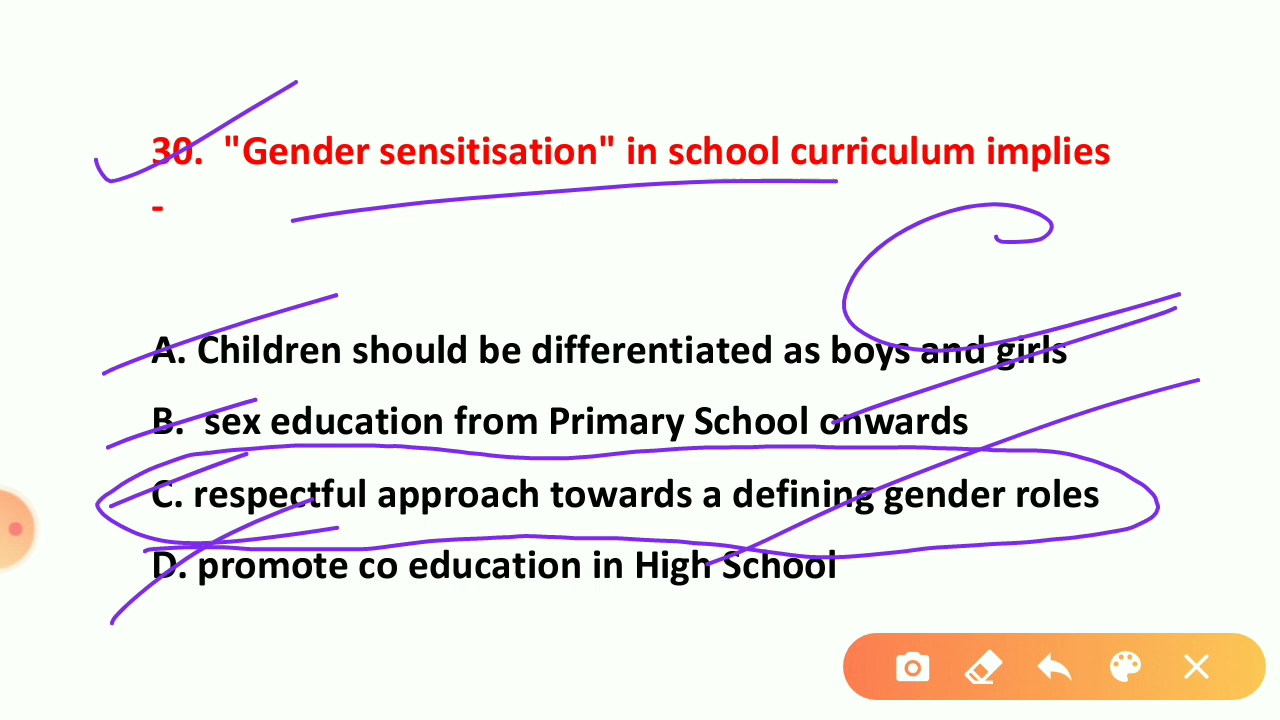 30. "Gender sensitisation" in school curriculum implies
-
A. Children should be differentiated as boys and girls
B. sex education from Primary School onwards
C. respectful approach towards a defining gender roles
D. promote co education in High School